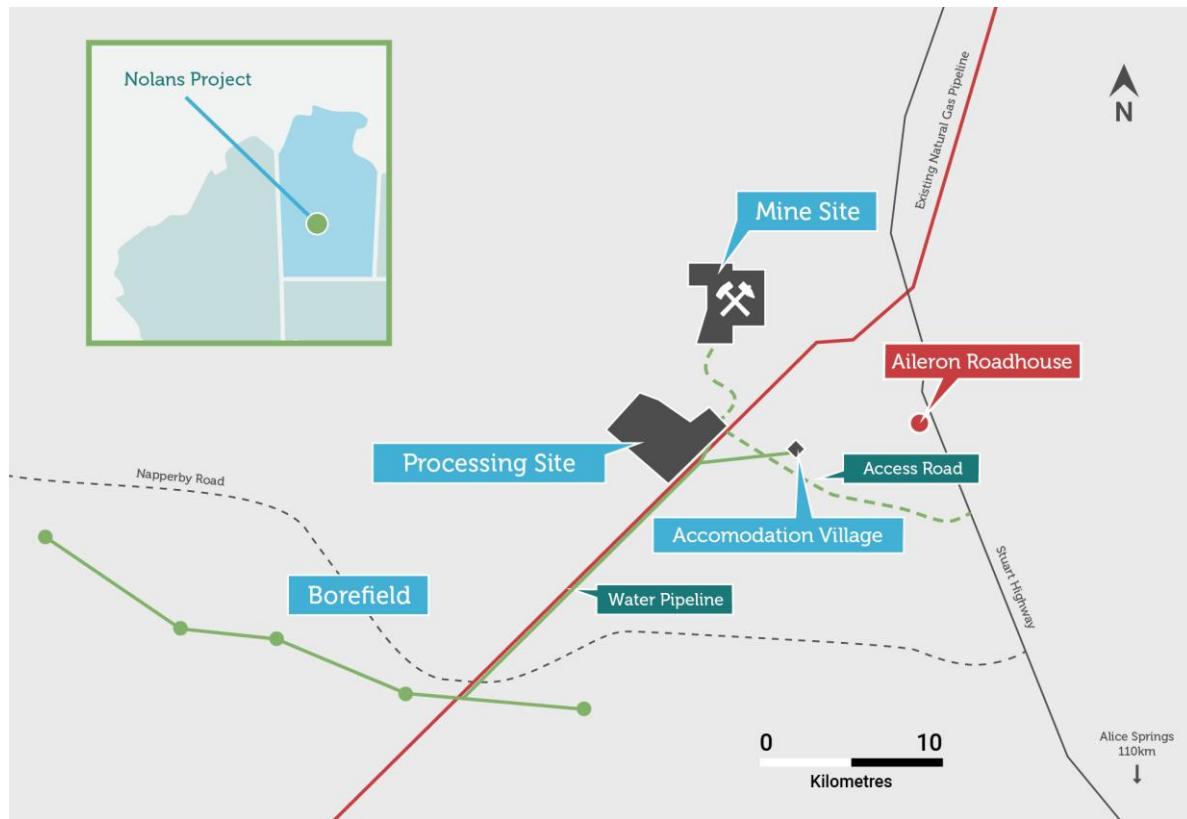 Nolans Project
N
Existing Natural Gas Pipeline
Mine Site
Aileron Roadhouse
Processing Site
Access Road
Napperby Road
Accomodation Village
Stuart Highway
Borefield
Water Pipeline
0 10
Kilometres
Alice Springs
110km